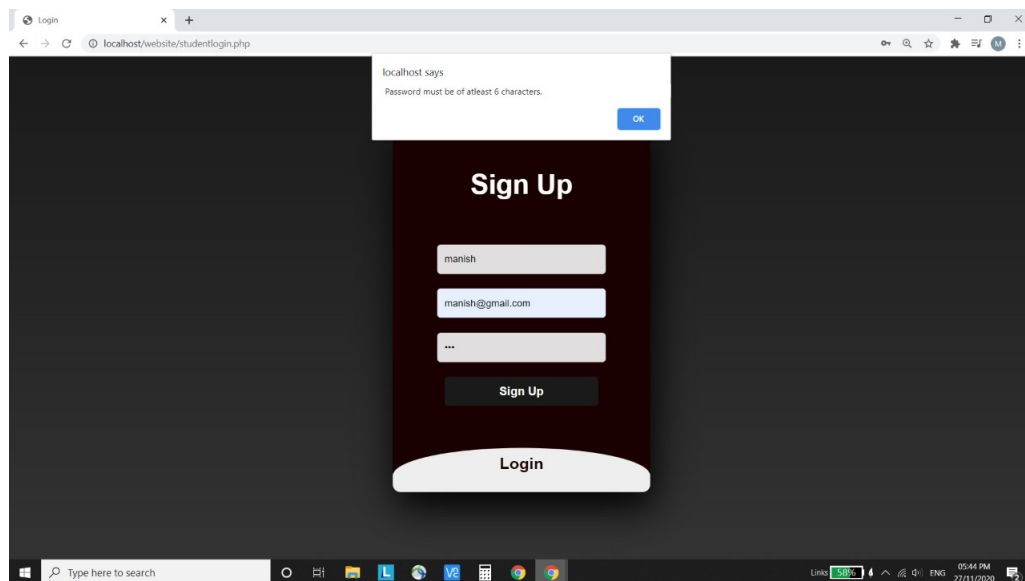 Login
localhost/website/studentlogin.php
M
localhost says
Password must be of atleast 6 characters.
OK
Sign Up
manish
manish@gmail.com
•••
Sign Up
Login
Type here to search
L
V2
Links 58% ENG 05:44 PM
27/11/2020